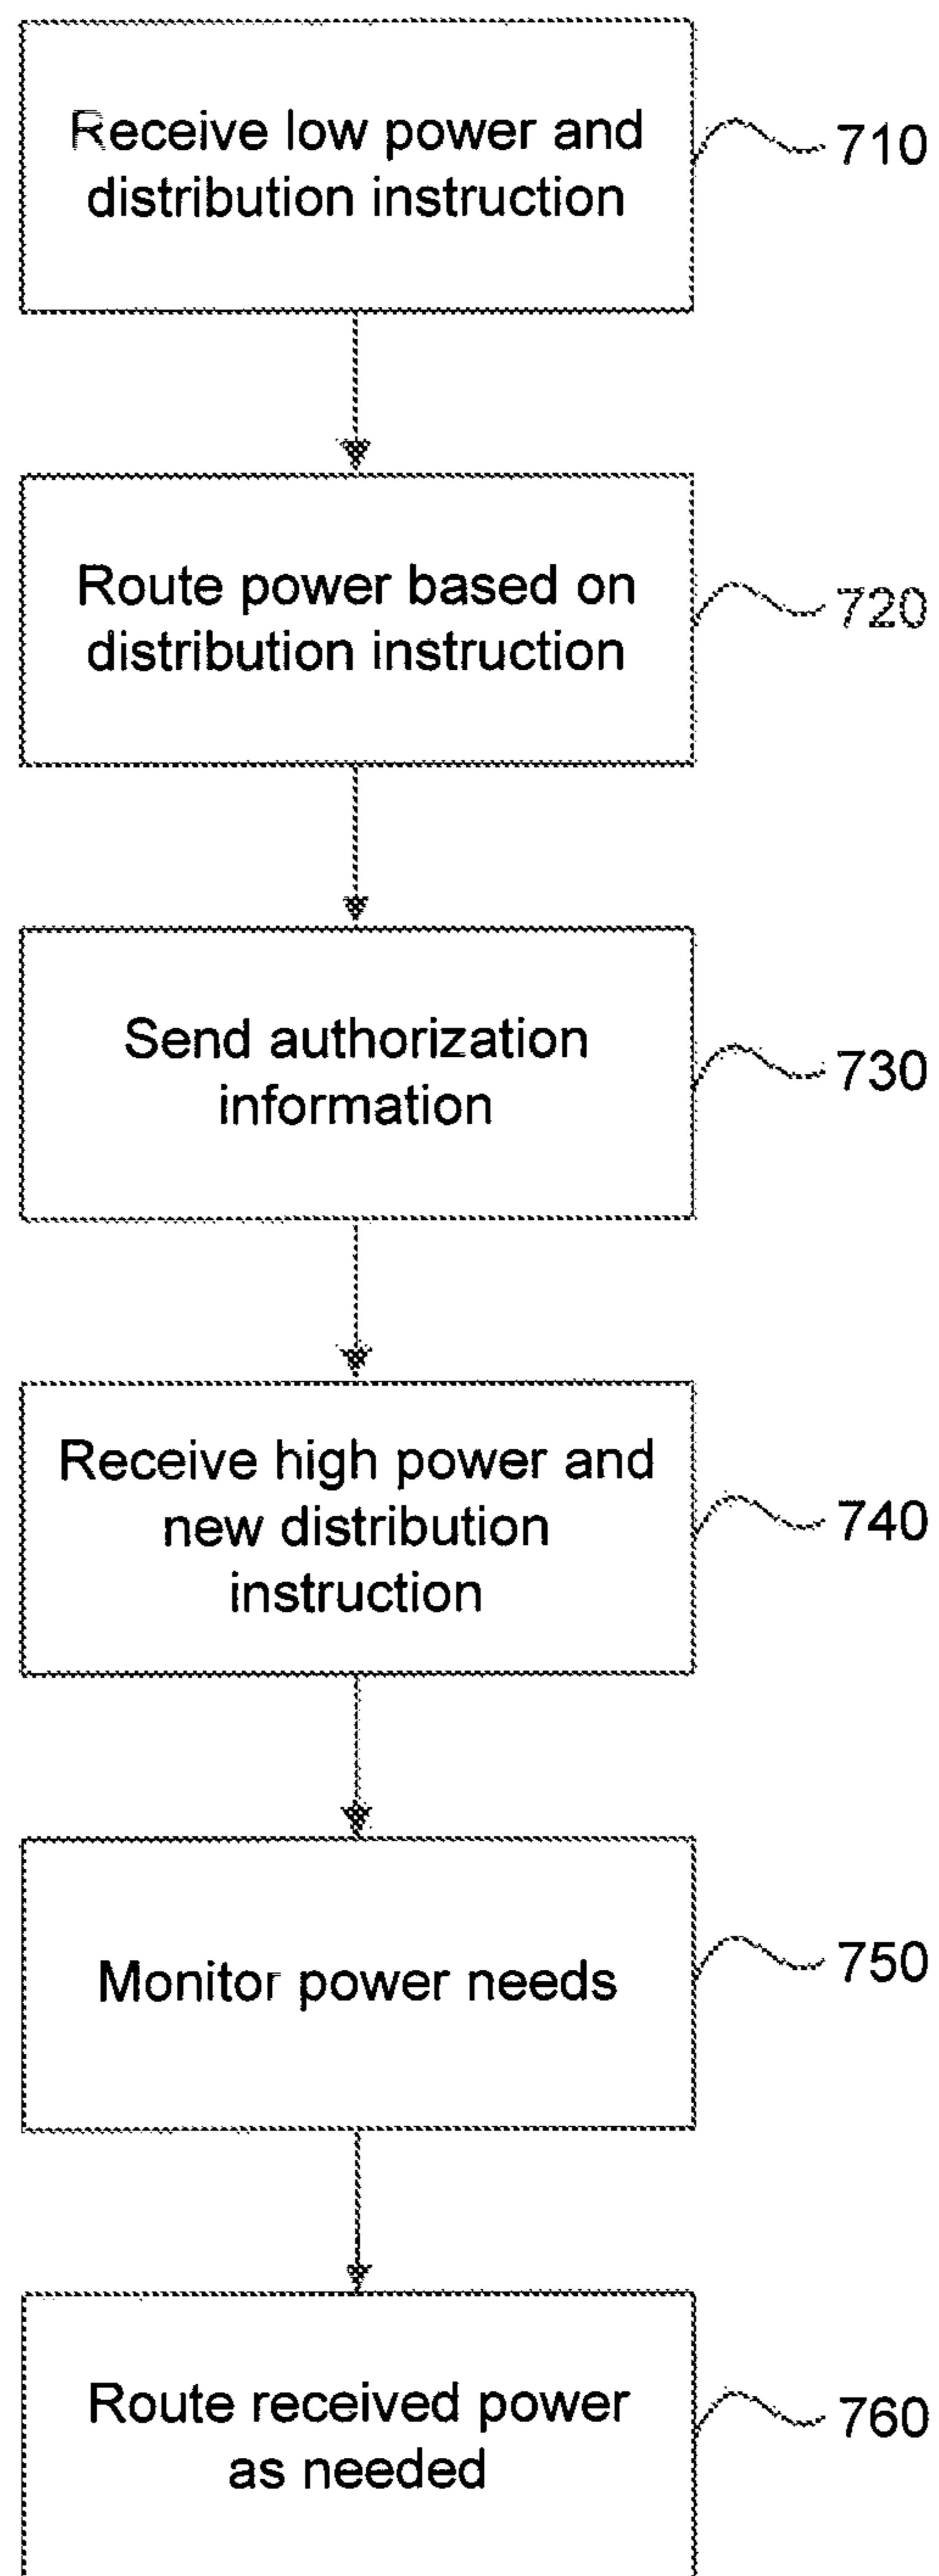 Receive low power and
distribution instruction
710
Route power based on
distribution instruction
720
Send authorization
information
730
Receive high power and
new distribution
instruction
740
Monitor power needs
750
Route received power
as needed
760